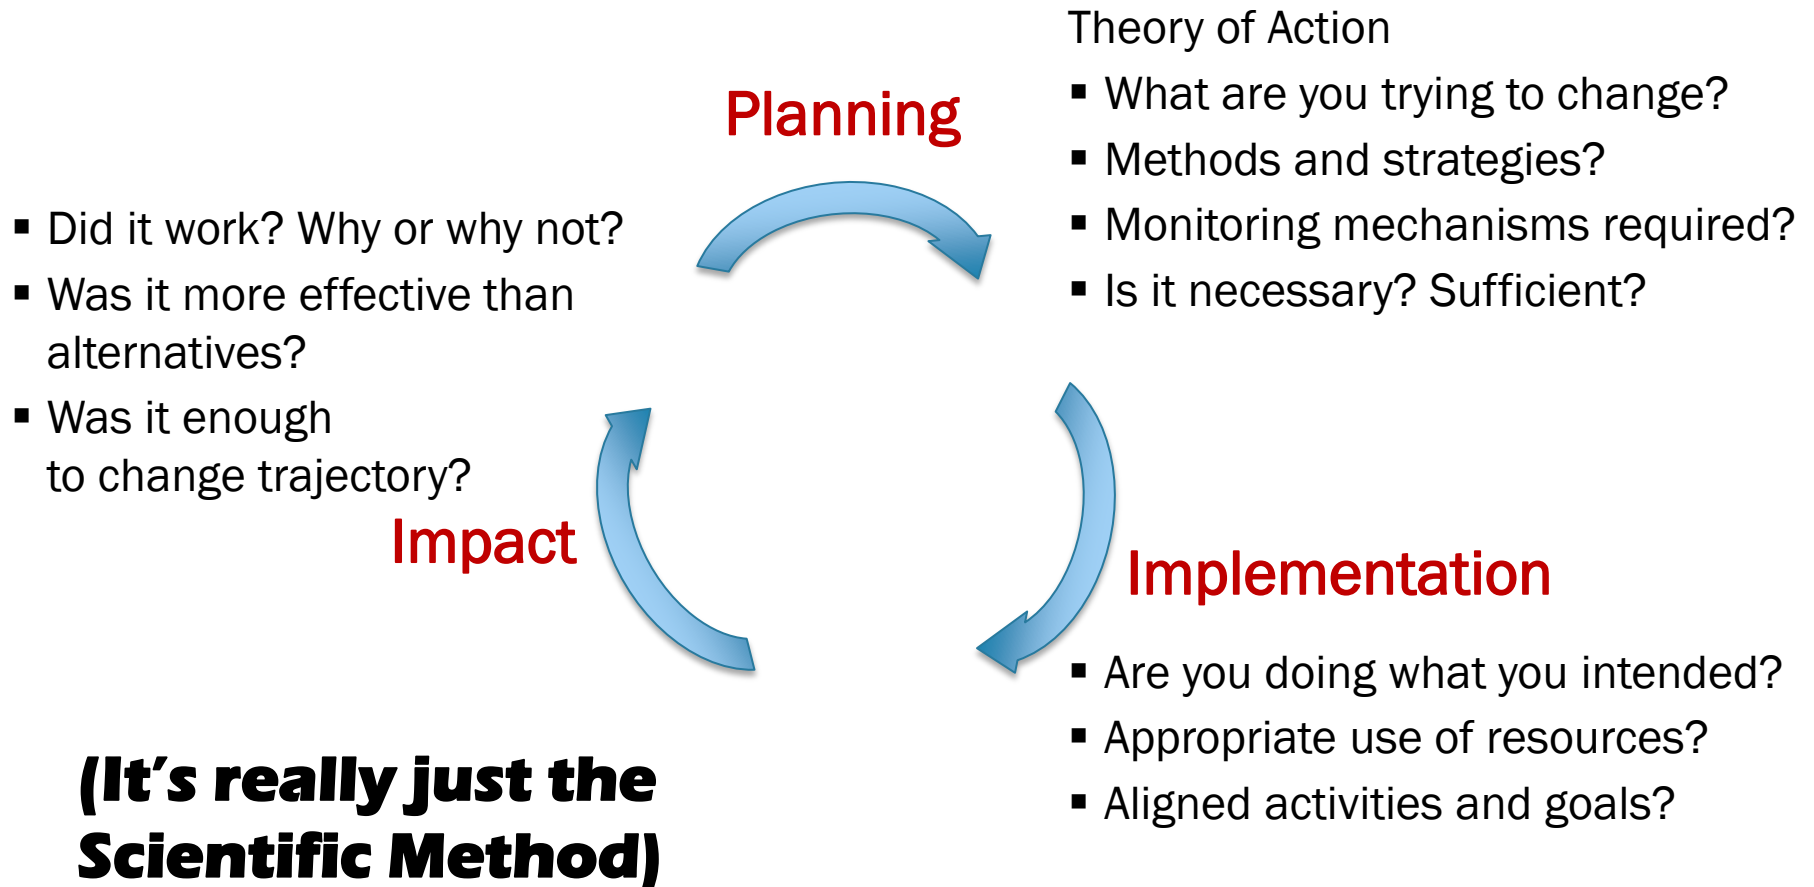 Planning
Theory of Action
▪ What are you trying to change?
▪ Methods and strategies?
▪ Monitoring mechanisms required?
▪ Is it necessary? Sufficient?
Implementation
▪ Are you doing what you intended?
▪ Appropriate use of resources?
▪ Aligned activities and goals?
▪ Did it work? Why or why not?
▪ Was it more effective than
alternatives?
▪ Was it enough
to change trajectory?
Impact
(It’s really just the
Scientific Method)